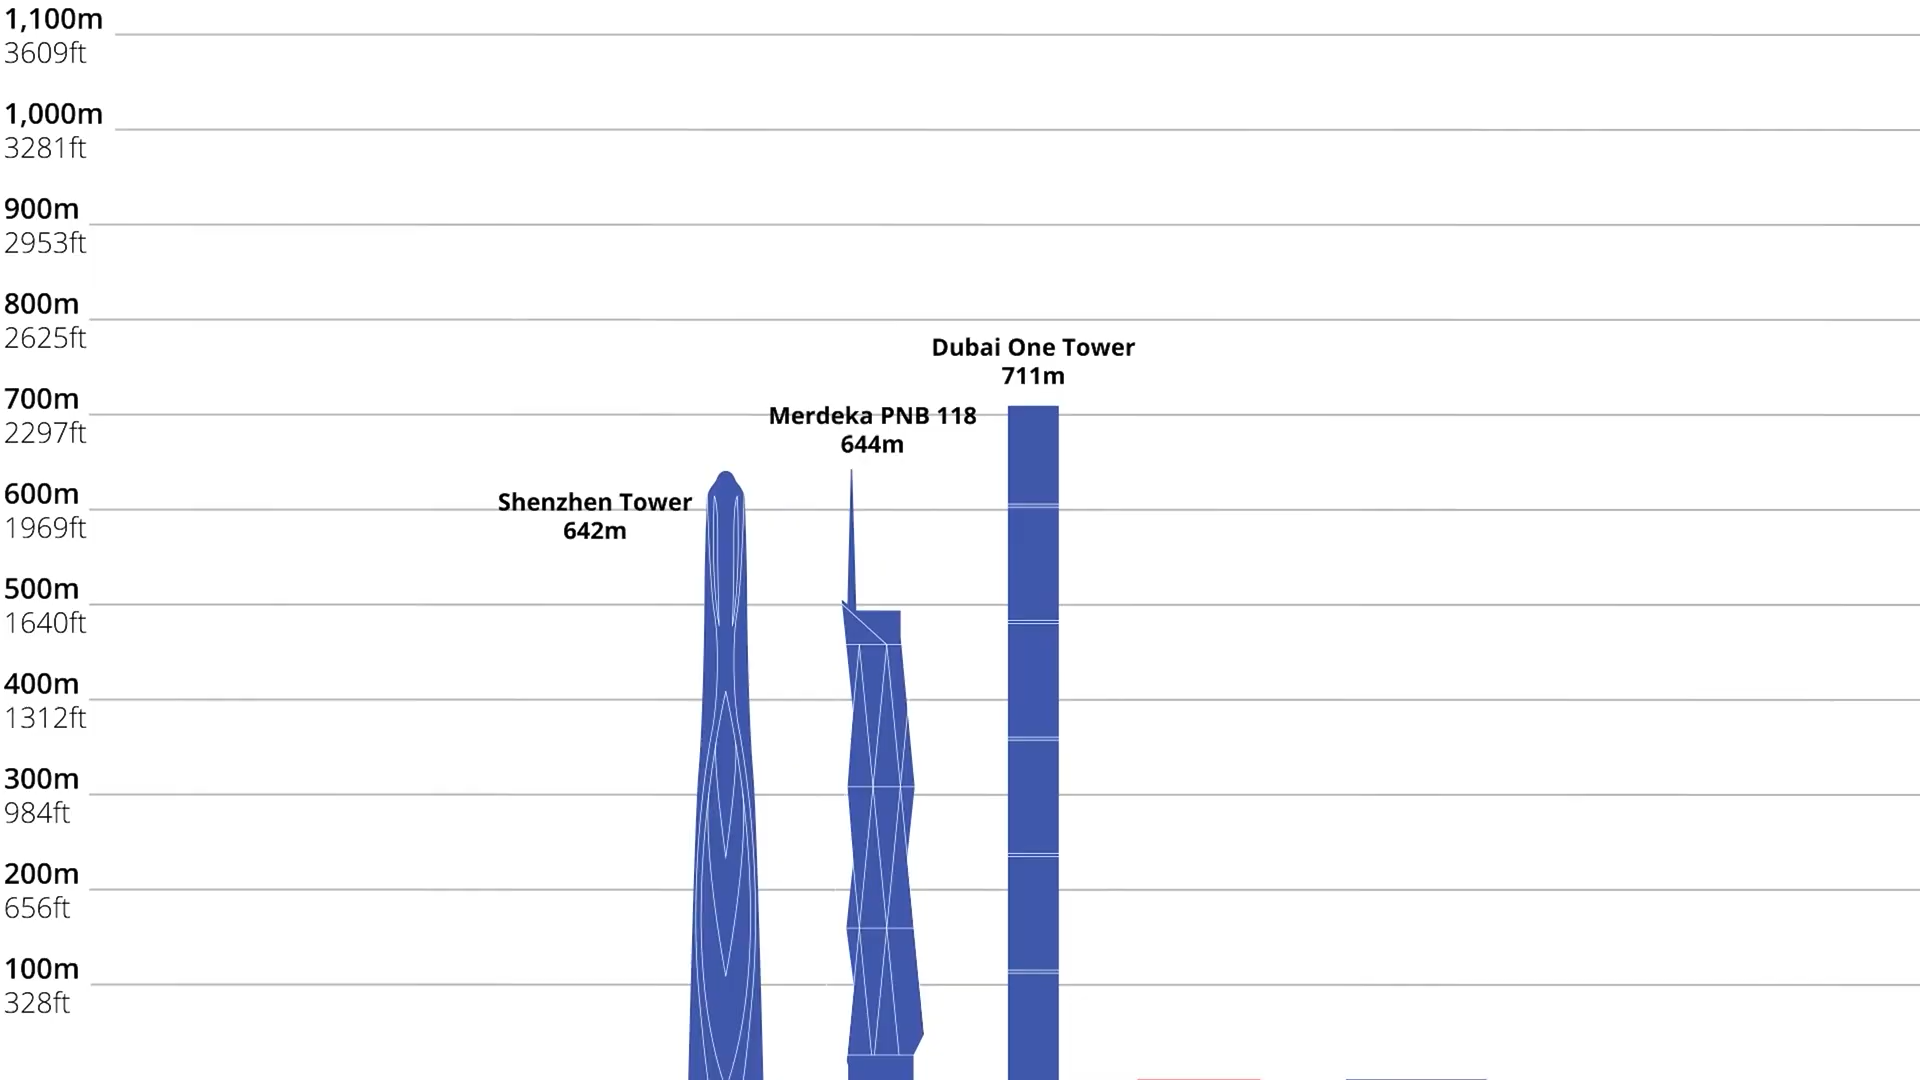 1,100m
3609ft
1,000m
3281ft
900m
2953ft
800m
2625ft
Dubai One Tower
711m
700m
2297ft
Merdeka PNB 118
644m
600m
1969ft
Shenzhen Tower
642m
500m
1640ft
400m
1312ft
300m
984ft
200m
656ft
100m
328ft